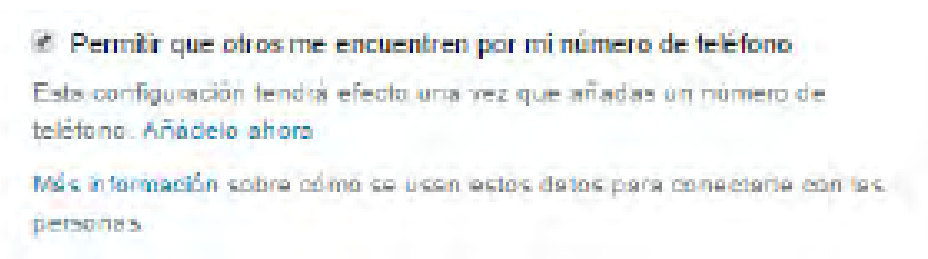 Permitir que otros me encuentren por mi número de teléfono
Esta configuración tendrá efecto una vez que añadas un número de
teléfono. Añádelo ahora
Más información sobre cómo se usan estos datos para conectarte con las
personas